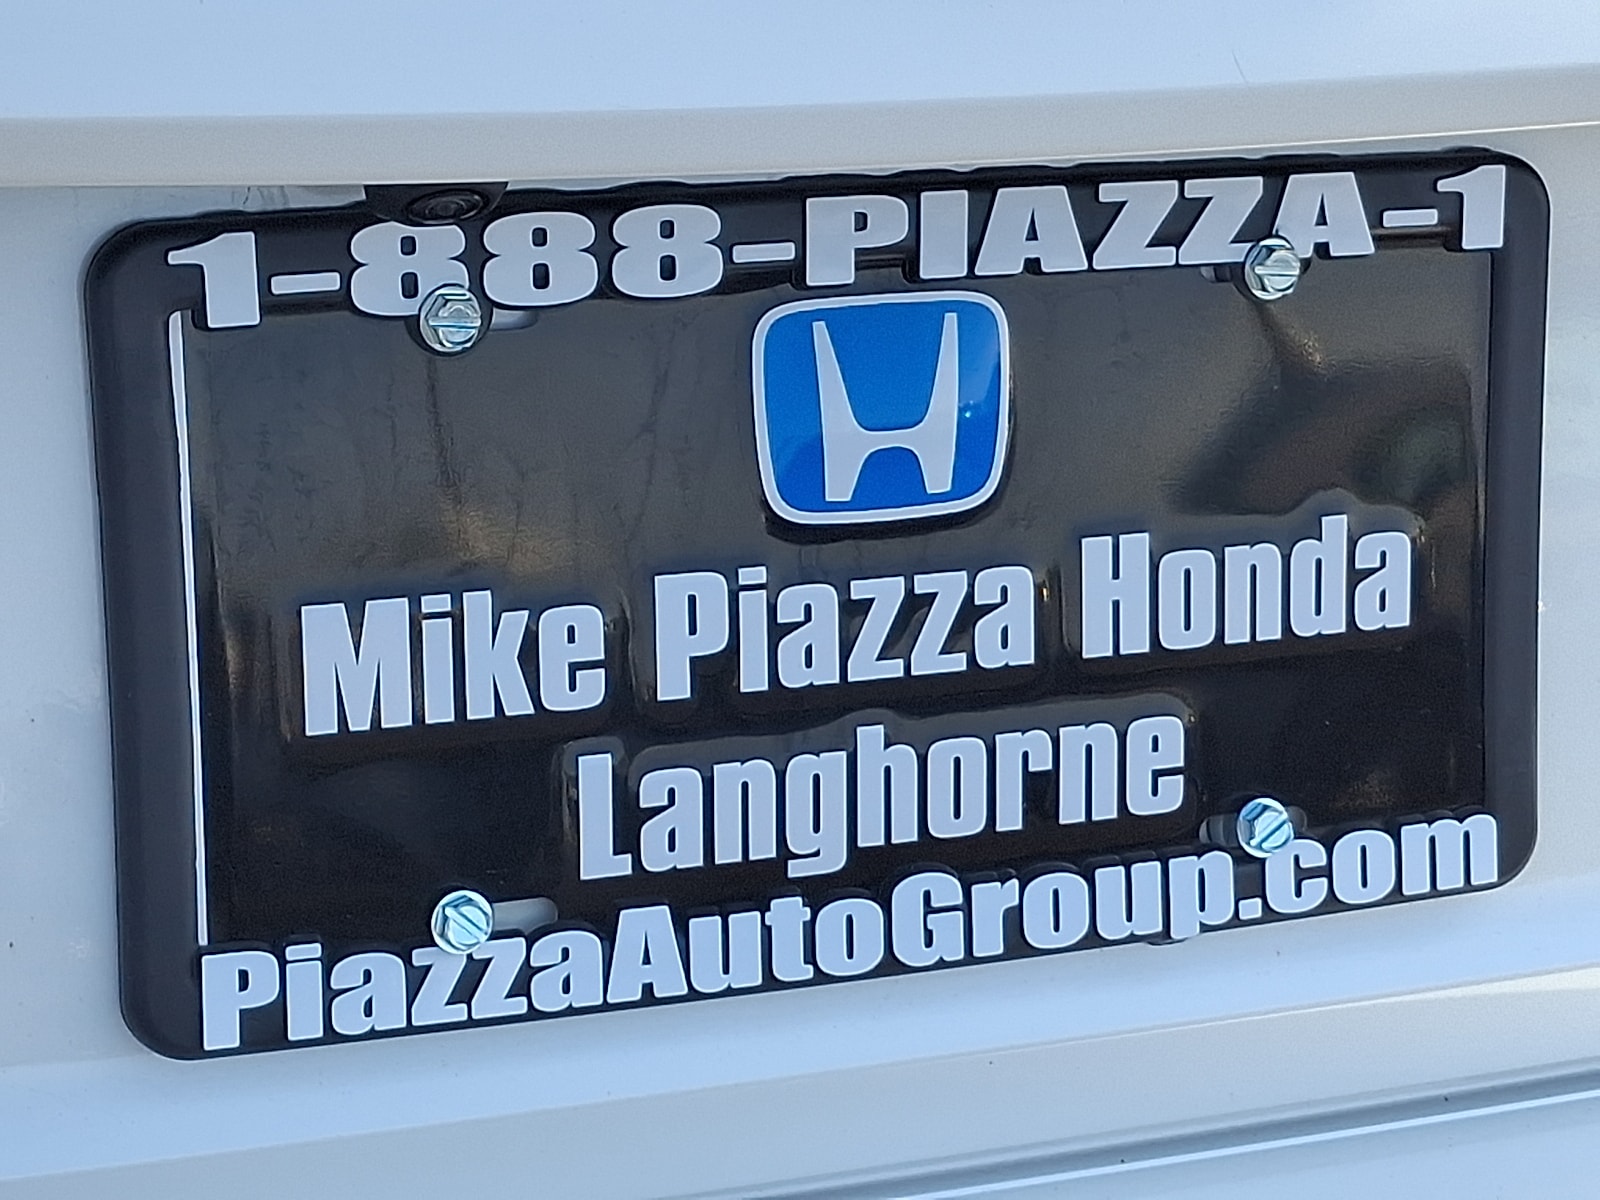 1-888-PIAZZA-1
Mike Piazza Honda
Langhorne
PiazzaAutoGroup.com